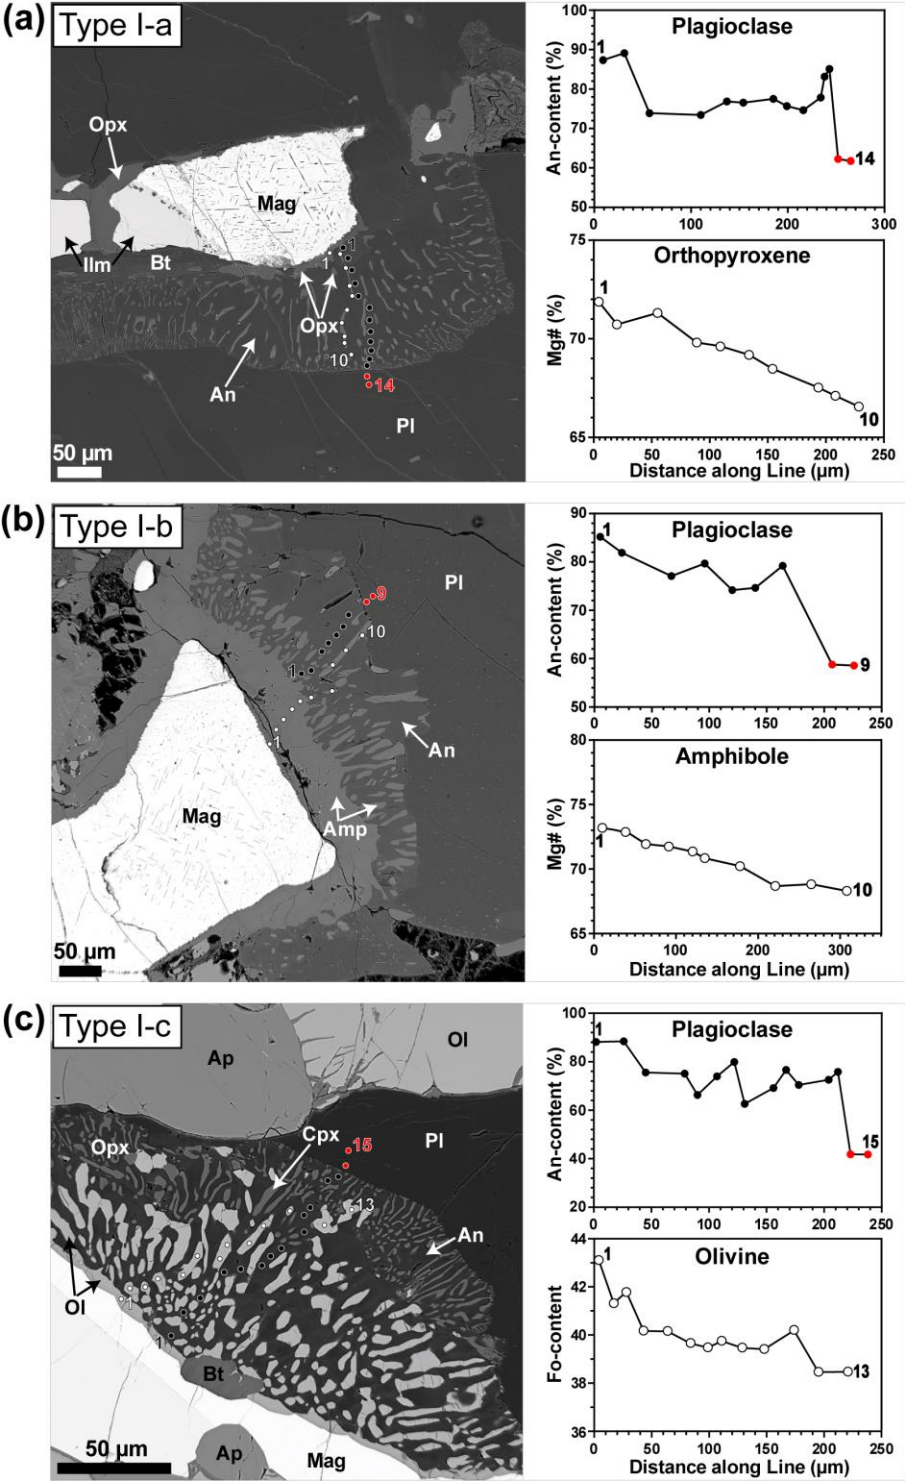 (a)
Type I-a
Opx
Mag
Ilm
Bt
1
1
Opx
10
14
An
Pl
50 µm
Plagioclase
An-content (%)
100
90
80
70
60
50
0
100
200
300
1
14
Orthopyroxene
Mg# (%)
75
70
65
0
50
100
150
200
250
1
10
Distance along Line (µm)
(b)
Type I-b
Pl
9
10
1
1
An
Amp
Mag
50 µm
Plagioclase
An-content (%)
90
80
70
60
50
0
50
100
150
200
250
1
9
Amphibole
Mg# (%)
80
75
70
65
0
100
200
300
1
10
Distance along Line (µm)
(c)
Type I-c
Ap
Ol
Opx
Cpx
15
Pl
13
An
Ol
1
1
Bt
Ap
Mag
50 µm
Plagioclase
An-content (%)
100
80
60
40
20
0
50
100
150
200
250
1
15
Olivine
Fo-content
44
42
40
38
36
0
50
100
150
200
250
1
13
Distance along Line (µm)